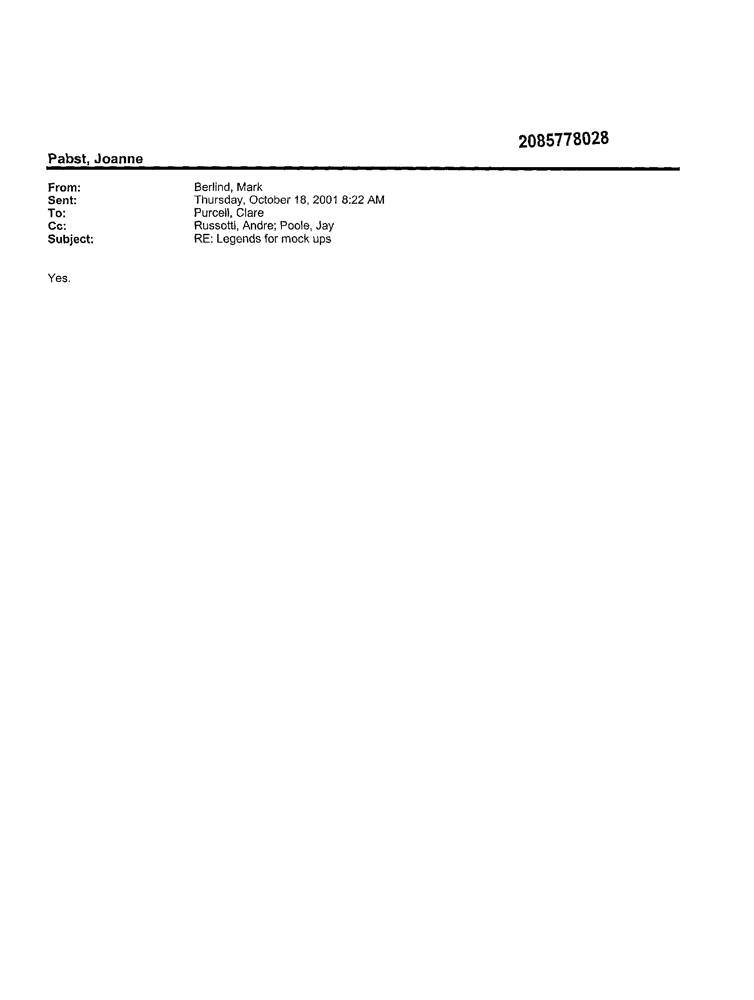 2085778028
Pabst, Joanne
From: Berlind, Mark
Sent: Thursday, October 18, 2001 8:22 AM
To: Purcell, Clare
Cc: Russotti, Andre; Poole, Jay
Subject: RE: Legends for mock ups
Yes.